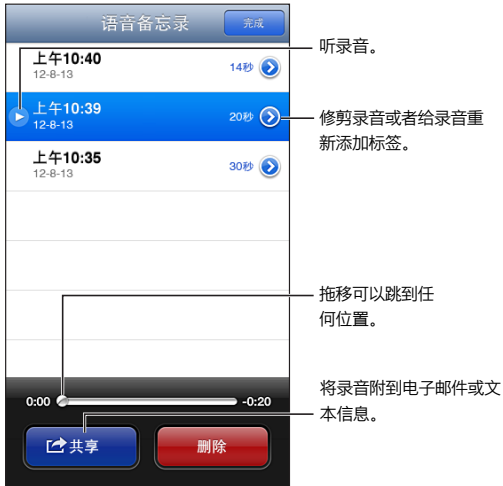 语音备忘录
完成
上午10:40
12-8-13
14秒
听录音。
上午10:39
12-8-13
20秒
修剪录音或者给录音重
新添加标签。
上午10:35
12-8-13
30秒
拖移可以跳到任
何位置。
0:00
-0:20
将录音附到电子邮件或文
本信息。
共享
删除